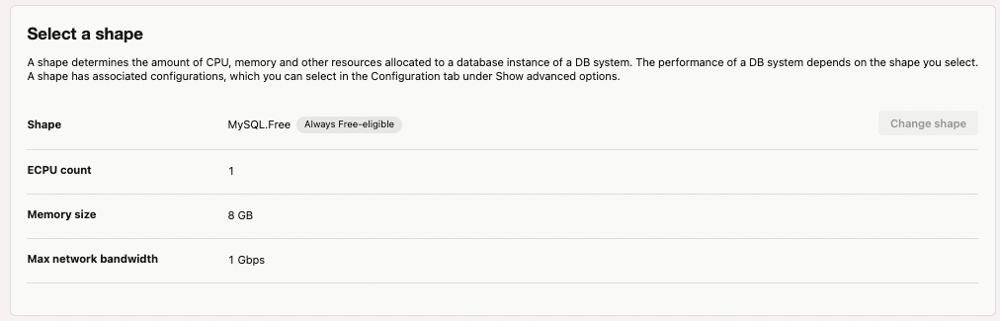 Select a shape
A shape determines the amount of CPU, memory and other resources allocated to a database instance of a DB system. The performance of a DB system depends on the shape you select.
A shape has associated configurations, which you can select in the Configuration tab under Show advanced options.
Shape MySQL.Free Always Free-eligible Change shape
ECPU count 1
Memory size 8 GB
Max network bandwidth 1 Gbps